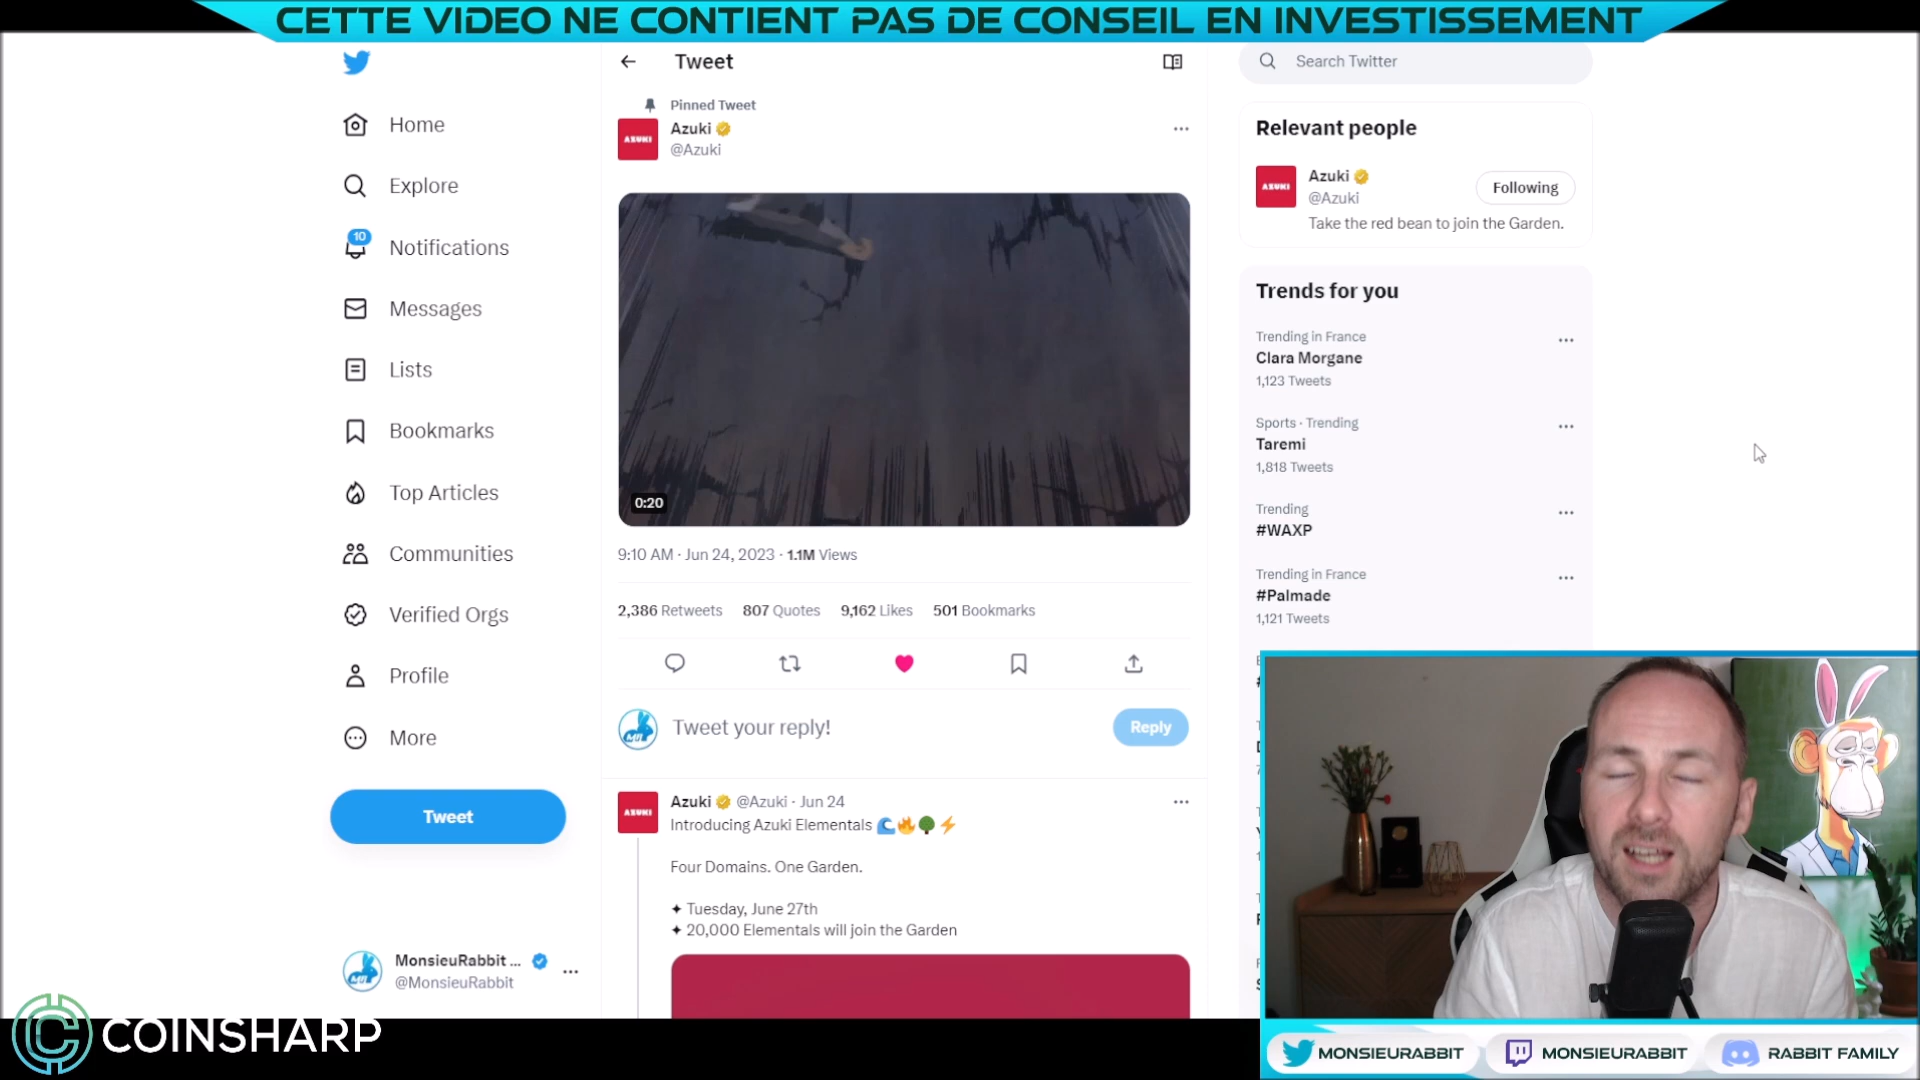 CETTE VIDEO NE CONTIENT PAS DE CONSEIL EN INVESTISSEMENT
Home
Explore
10
Notifications
Messages
Lists
Bookmarks
Top Articles
Communities
Verified Orgs
Profile
More
Tweet
MonsieuRabbit ...
@MonsieuRabbit
COINSHARP
Tweet
Pinned Tweet
AZUKI
Azuki
@Azuki
0:20
9:10 AM · Jun 24, 2023 · 1.1M Views
2,386 Retweets 807 Quotes 9,162 Likes 501 Bookmarks
Tweet your reply!
Reply
AZUKI
Azuki @Azuki · Jun 24
Introducing Azuki Elementals 🌊🔥🌳⚡
Four Domains. One Garden.
✦ Tuesday, June 27th
✦ 20,000 Elementals will join the Garden
Search Twitter
Relevant people
AZUKI
Azuki
@Azuki
Following
Take the red bean to join the Garden.
Trends for you
Trending in France
Clara Morgane
1,123 Tweets
Sports · Trending
Taremi
1,818 Tweets
Trending
#WAXP
Trending in France
#Palmade
1,121 Tweets
MONSIEURABBIT
MONSIEURABBIT
RABBIT FAMILY